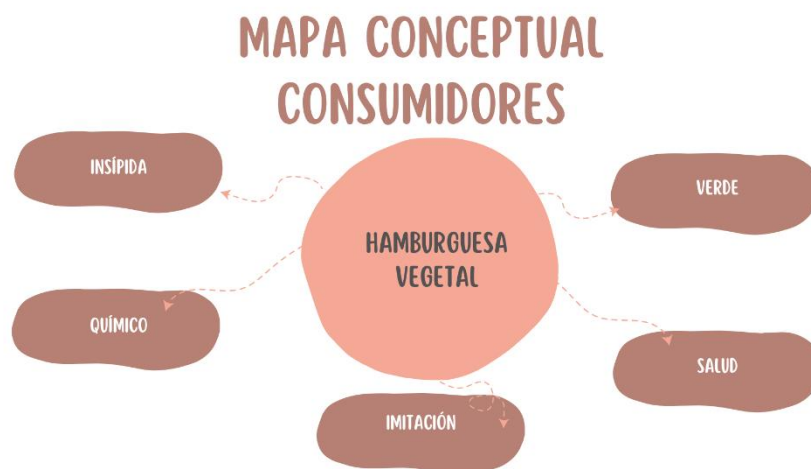 MAPA CONCEPTUAL
CONSUMIDORES
INSÍPIDA
VERDE
HAMBURGUESA
VEGETAL
QUÍMICO
SALUD
IMITACIÓN